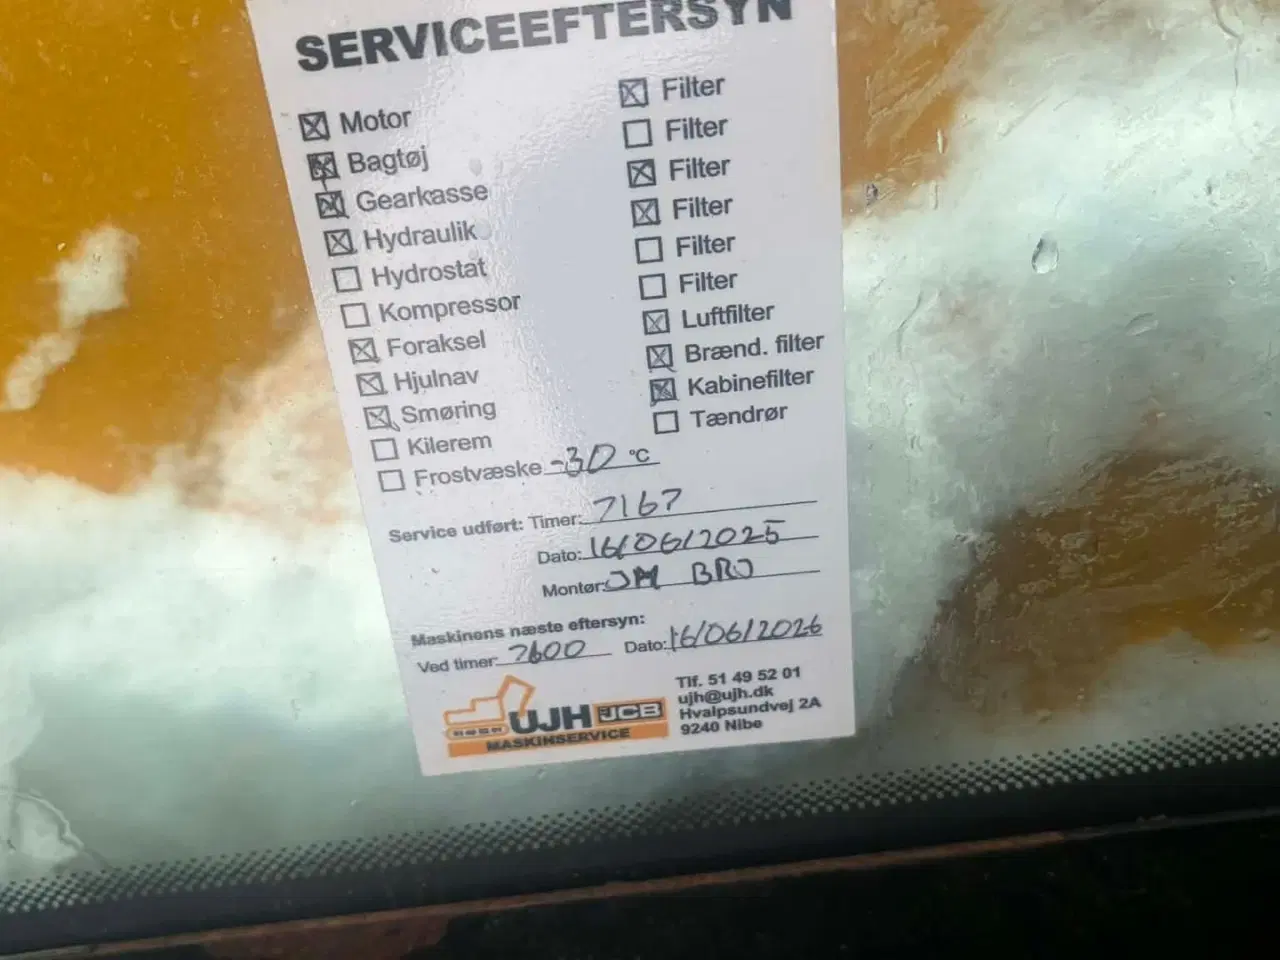 SERVICEEFTERSYN
☒ Motor
☒ Bagtøj
☒ Gearkasse
☒ Hydraulik
☐ Hydrostat
☐ Kompressor
☒ Foraksel
☒ Hjulnav
☒ Smøring
☐ Kilerem
☐ Frostvæske -30 °C
☒ Filter
☐ Filter
☒ Filter
☒ Filter
☐ Filter
☐ Filter
☒ Luftfilter
☒ Brænd. filter
☒ Kabinefilter
☐ Tændrør
Service udført: Timer: 7167
Dato: 16/06/2025
Montør: JM BRJ
Maskinens næste eftersyn:
Ved timer: 7600 Dato: 16/06/2026
UJH JCB
MASKINSERVICE
Tlf. 51 49 52 01
ujh@ujh.dk
Hvalpsundvej 2A
9240 Nibe